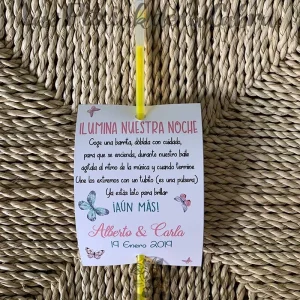 ILUMINA NUESTRA NOCHE
Coge una barrita, dóblala con cuidado,
para que se encienda, durante nuestro baile
agítala al ritmo de la música y cuando termine
Une los extremos con un tubito (es una pulsera)
Ya estás listo para brillar
¡AÚN MÁS!
Alberto & Carla
19 Enero 2019